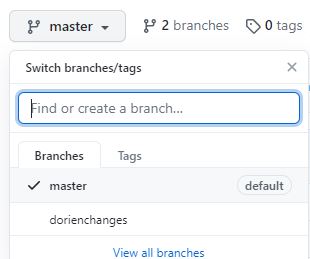 master 2 branches 0 tags
Switch branches/tags
Find or create a branch...
Branches Tags
master default
dorienchanges
View all branches